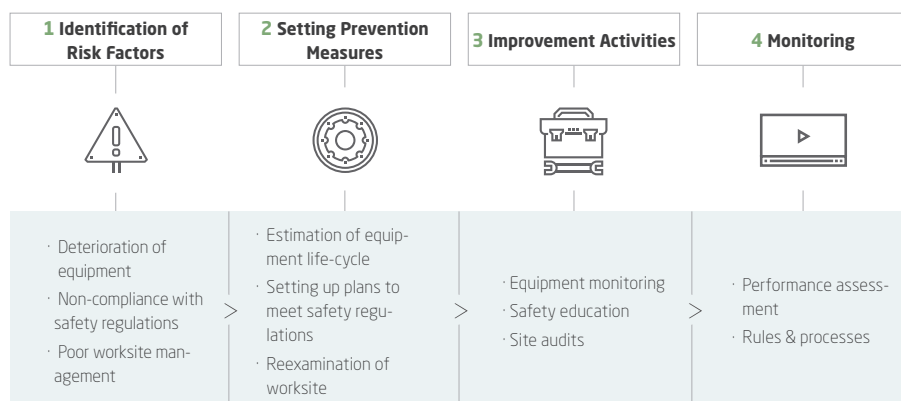 1 Identification of
Risk Factors
2 Setting Prevention
Measures
3 Improvement Activities
4 Monitoring
· Deterioration of
equipment
· Non-compliance with
safety regulations
· Poor worksite man-
agement
>
· Estimation of equip-
ment life-cycle
· Setting up plans to
meet safety regu-
lations
· Reexamination of
worksite
>
· Equipment monitoring
· Safety education
· Site audits
>
· Performance assess-
ment
· Rules & processes